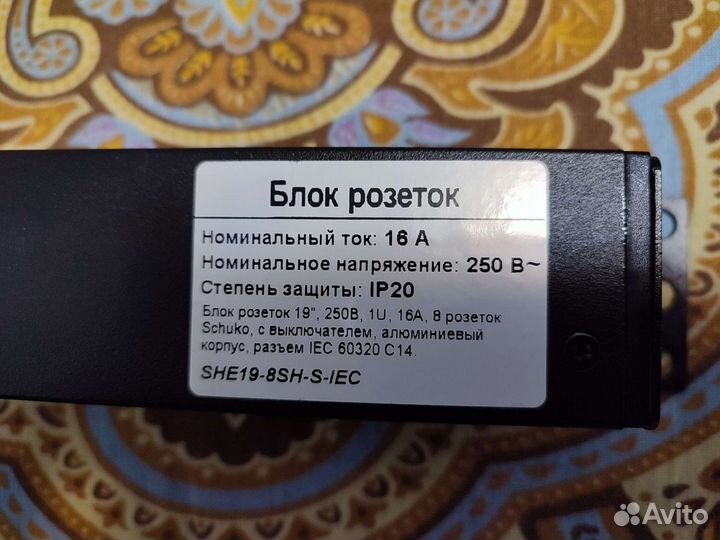 Блок розеток
Номинальный ток: 16 А
Номинальное напряжение: 250 В~
Степень защиты: IP20
Блок розеток 19", 250В, 1U, 16А, 8 розеток
Schuko, с выключателем, алюминиевый
корпус, разъем IEC 60320 C14.
SHE19-8SH-S-IEC
Avito